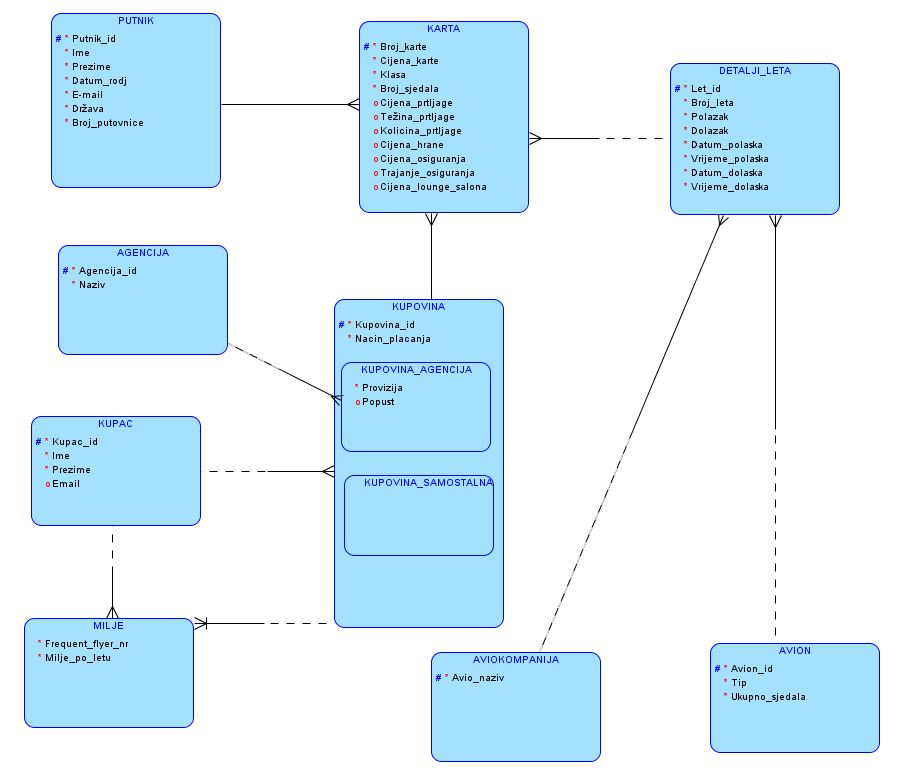 PUTNIK
# * Putnik_id
* Ime
* Prezime
* Datum_rodj
* E-mail
* Država
* Broj_putovnice
KARTA
# * Broj_karte
* Cijena_karte
* Klasa
* Broj_sjedala
o Cijena_prtljage
o Težina_prtljage
o Kolicina_prtljage
o Cijena_hrane
o Cijena_osiguranja
o Trajanje_osiguranja
o Cijena_lounge_salona
DETALJI_LETA
# * Let_id
* Broj_leta
* Polazak
* Dolazak
* Datum_polaska
* Vrijeme_polaska
* Datum_dolaska
* Vrijeme_dolaska
AGENCIJA
# * Agencija_id
* Naziv
KUPOVINA
# * Kupovina_id
* Nacin_placanja
KUPOVINA_AGENCIJA
* Provizija
o Popust
KUPOVINA_SAMOSTALNA
KUPAC
# * Kupac_id
* Ime
* Prezime
o Email
MILJE
* Frequent_flyer_nr
* Milje_po_letu
AVIOKOMPANIJA
# * Avio_naziv
AVION
# * Avion_id
* Tip
* Ukupno_sjedala